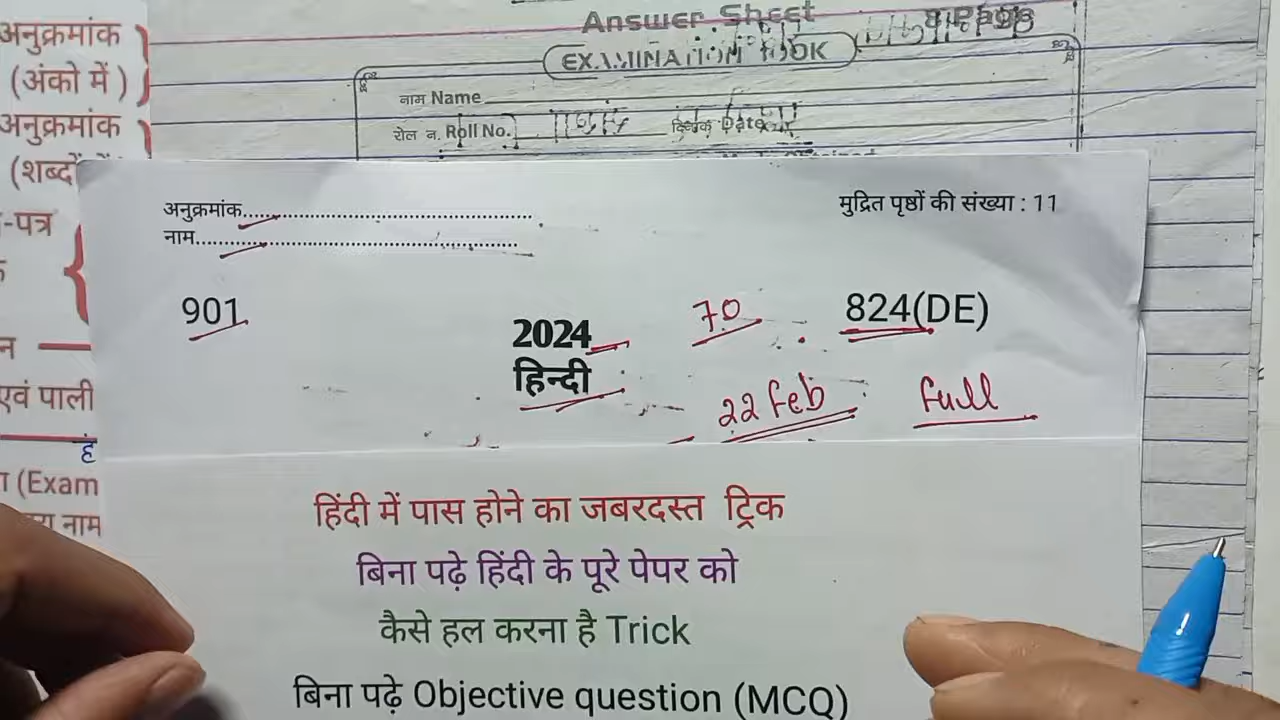 Answer Sheet
EXAMINATION BOOK
नाम Name
रोल न. Roll No.
अनुक्रमांक
(अंको में )
अनुक्रमांक
(शब्दों में
-पत्र
न
एवं पाली
(Exam
नाम
अनुक्रमांक
मुद्रित पृष्ठों की संख्या : 11
नाम
901
2024
70
824(DE)
हिन्दी
22 Feb
Full
हिंदी में पास होने का जबरदस्त ट्रिक
बिना पढ़े हिंदी के पूरे पेपर को
कैसे हल करना है Trick
बिना पढ़े Objective question (MCQ)